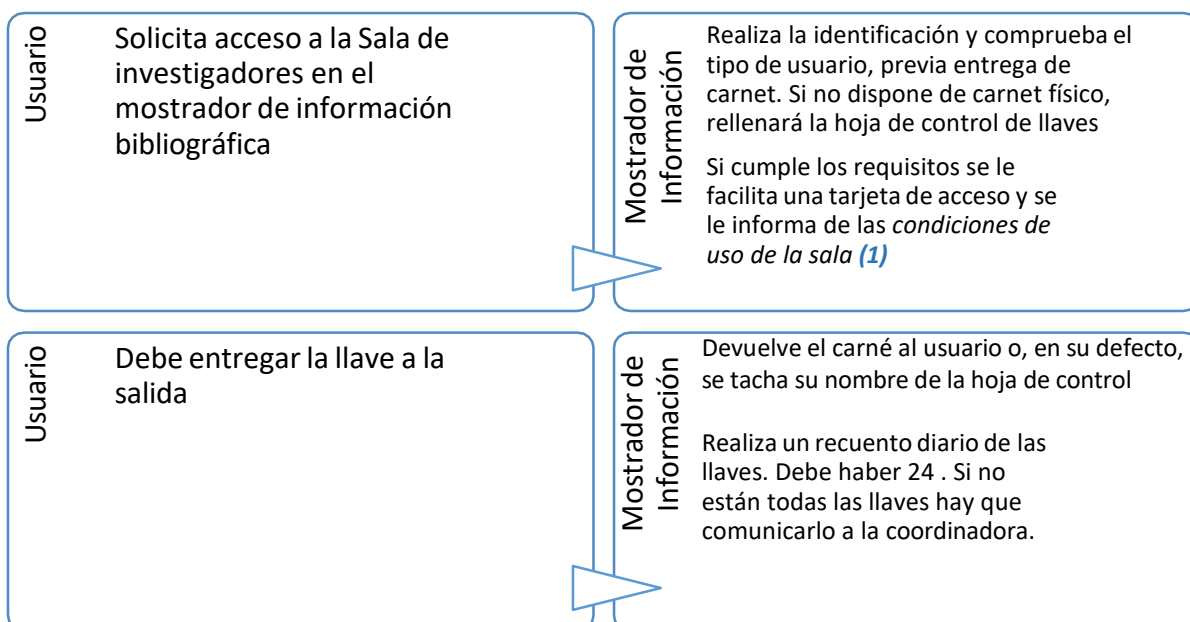 Usuario
Solicita acceso a la Sala de
investigadores en el
mostrador de información
bibliográfica
Mostrador de
Información
Realiza la identificación y comprueba el
tipo de usuario, previa entrega de
carnet. Si no dispone de carnet físico,
rellenará la hoja de control de llaves
Si cumple los requisitos se le
facilita una tarjeta de acceso y se
le informa de las condiciones de
uso de la sala (1)
Usuario
Debe entregar la llave a la
salida
Mostrador de
Información
Devuelve el carné al usuario o, en su defecto,
se tacha su nombre de la hoja de control
Realiza un recuento diario de las
llaves. Debe haber 24 . Si no
están todas las llaves hay que
comunicarlo a la coordinadora.